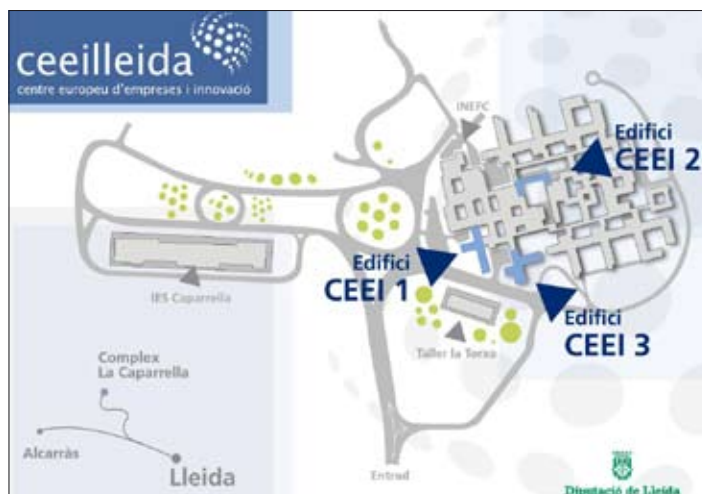 ceeilleida
centre europeu d'empreses i innovació
INEFC
Edifici
CEEI 2
Edifici
CEEI 1
IES Caparrella
Edifici
CEEI 3
Taller la Torxa
Complex
La Caparrella
Alcarràs
Lleida
Entrad
Diputació de Lleida